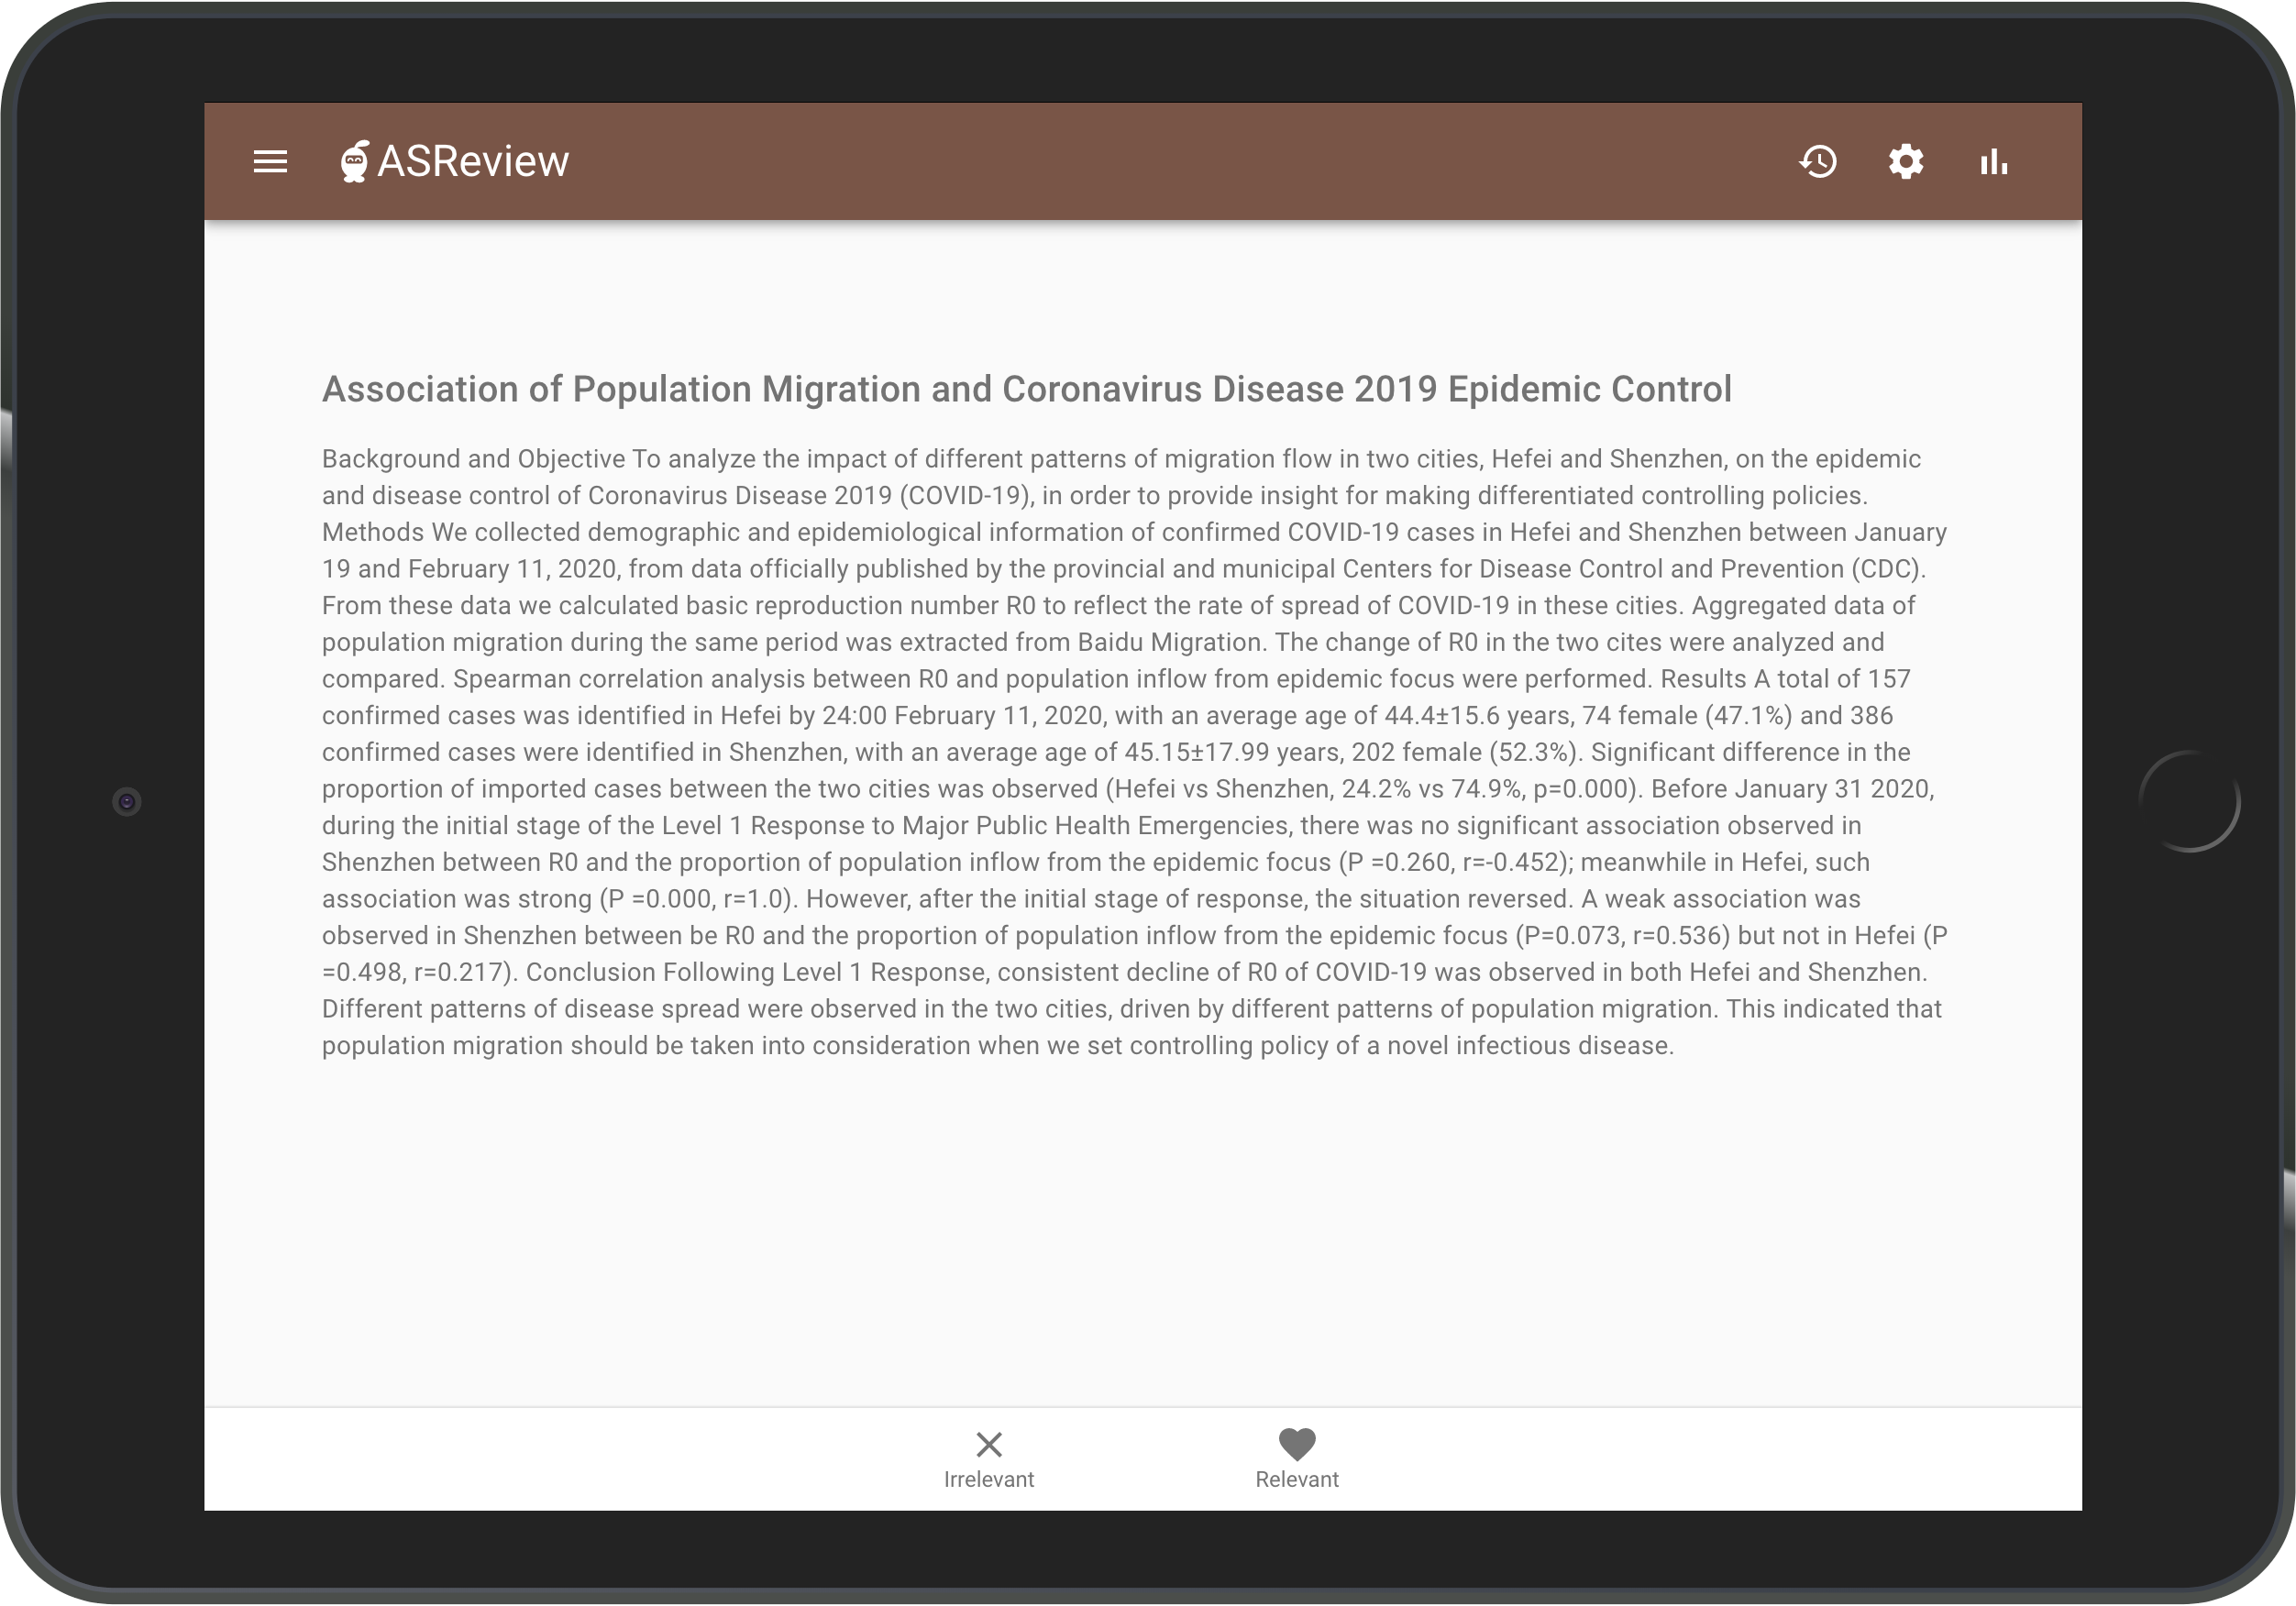 ASReview
Association of Population Migration and Coronavirus Disease 2019 Epidemic Control
Background and Objective To analyze the impact of different patterns of migration flow in two cities, Hefei and Shenzhen, on the epidemic
and disease control of Coronavirus Disease 2019 (COVID-19), in order to provide insight for making differentiated controlling policies.
Methods We collected demographic and epidemiological information of confirmed COVID-19 cases in Hefei and Shenzhen between January
19 and February 11, 2020, from data officially published by the provincial and municipal Centers for Disease Control and Prevention (CDC).
From these data we calculated basic reproduction number R0 to reflect the rate of spread of COVID-19 in these cities. Aggregated data of
population migration during the same period was extracted from Baidu Migration. The change of R0 in the two cites were analyzed and
compared. Spearman correlation analysis between R0 and population inflow from epidemic focus were performed. Results A total of 157
confirmed cases was identified in Hefei by 24:00 February 11, 2020, with an average age of 44.4±15.6 years, 74 female (47.1%) and 386
confirmed cases were identified in Shenzhen, with an average age of 45.15±17.99 years, 202 female (52.3%). Significant difference in the
proportion of imported cases between the two cities was observed (Hefei vs Shenzhen, 24.2% vs 74.9%, p=0.000). Before January 31 2020,
during the initial stage of the Level 1 Response to Major Public Health Emergencies, there was no significant association observed in
Shenzhen between R0 and the proportion of population inflow from the epidemic focus (P =0.260, r=-0.452); meanwhile in Hefei, such
association was strong (P =0.000, r=1.0). However, after the initial stage of response, the situation reversed. A weak association was
observed in Shenzhen between be R0 and the proportion of population inflow from the epidemic focus (P=0.073, r=0.536) but not in Hefei (P
=0.498, r=0.217). Conclusion Following Level 1 Response, consistent decline of R0 of COVID-19 was observed in both Hefei and Shenzhen.
Different patterns of disease spread were observed in the two cities, driven by different patterns of population migration. This indicated that
population migration should be taken into consideration when we set controlling policy of a novel infectious disease.
Irrelevant
Relevant